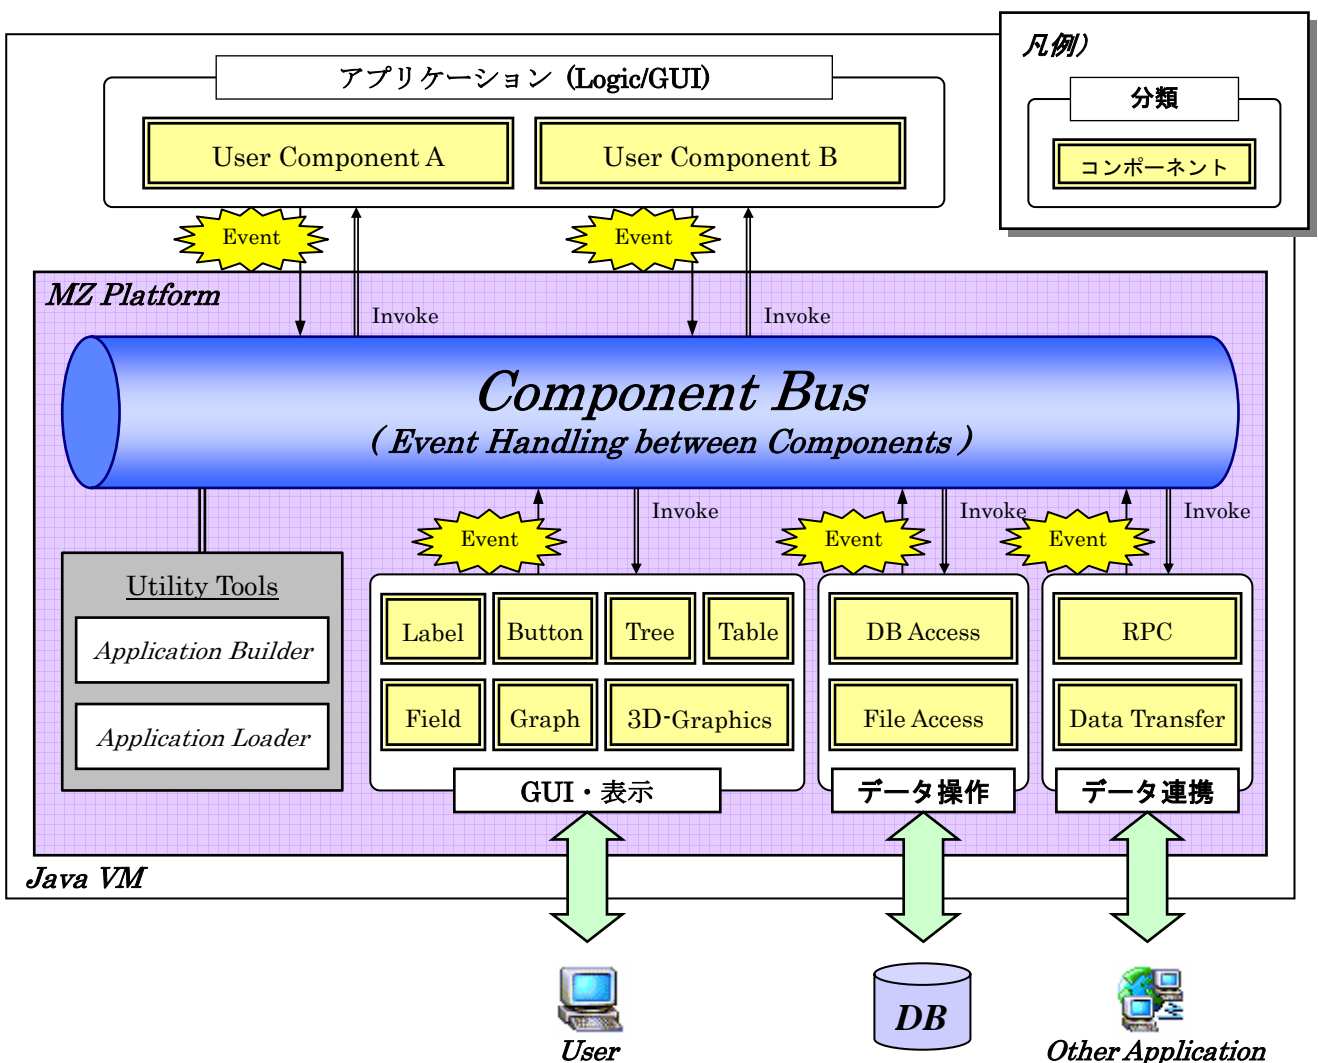 凡例)
分類
コンポーネント
アプリケーション (Logic/GUI)
User Component A
User Component B
Event
Event
MZ Platform
Invoke
Invoke
Component Bus
( Event Handling between Components )
Event
Invoke
Event
Invoke
Event
Invoke
Utility Tools
Application Builder
Application Loader
Label
Button
Tree
Table
DB Access
RPC
Field
Graph
3D-Graphics
File Access
Data Transfer
GUI・表示
データ操作
データ連携
Java VM
User
DB
Other Application